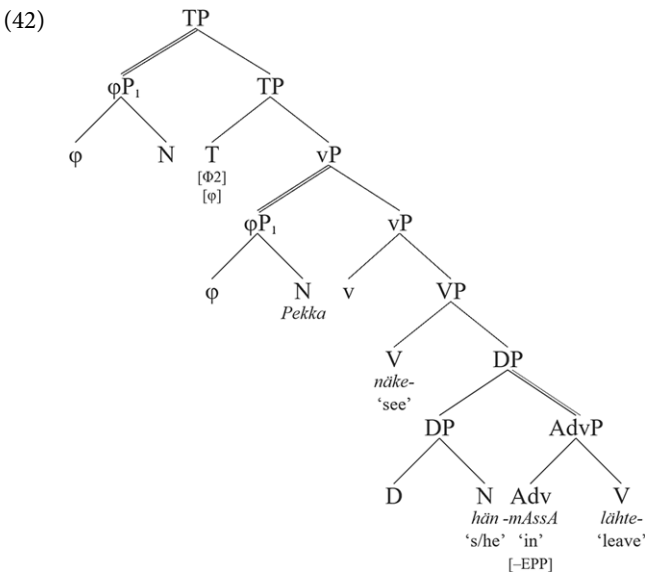 (42)
TP
φP₁ TP
φ N T vP
[Φ2]
[φ]
φP₁ vP
φ N v VP
Pekka
V DP
näke-
‘see’
DP AdvP
D N Adv V
hän -mAssA lähte-
‘s/he’ ‘in’ ‘leave’
[–EPP]